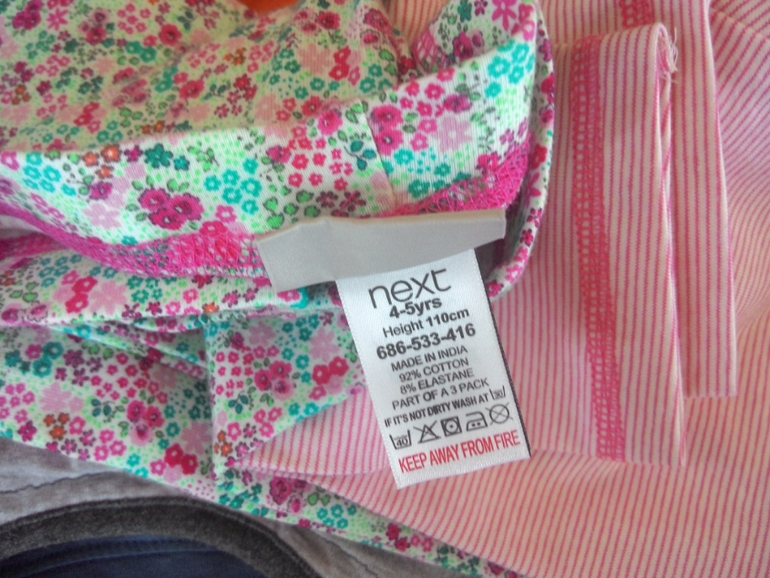 next
4-5yrs
Height 110cm
686-533-416
MADE IN INDIA
92% COTTON
8% ELASTANE
PART OF A 3 PACK
IF IT'S NOT DIRTY WASH AT 30
40
KEEP AWAY FROM FIRE